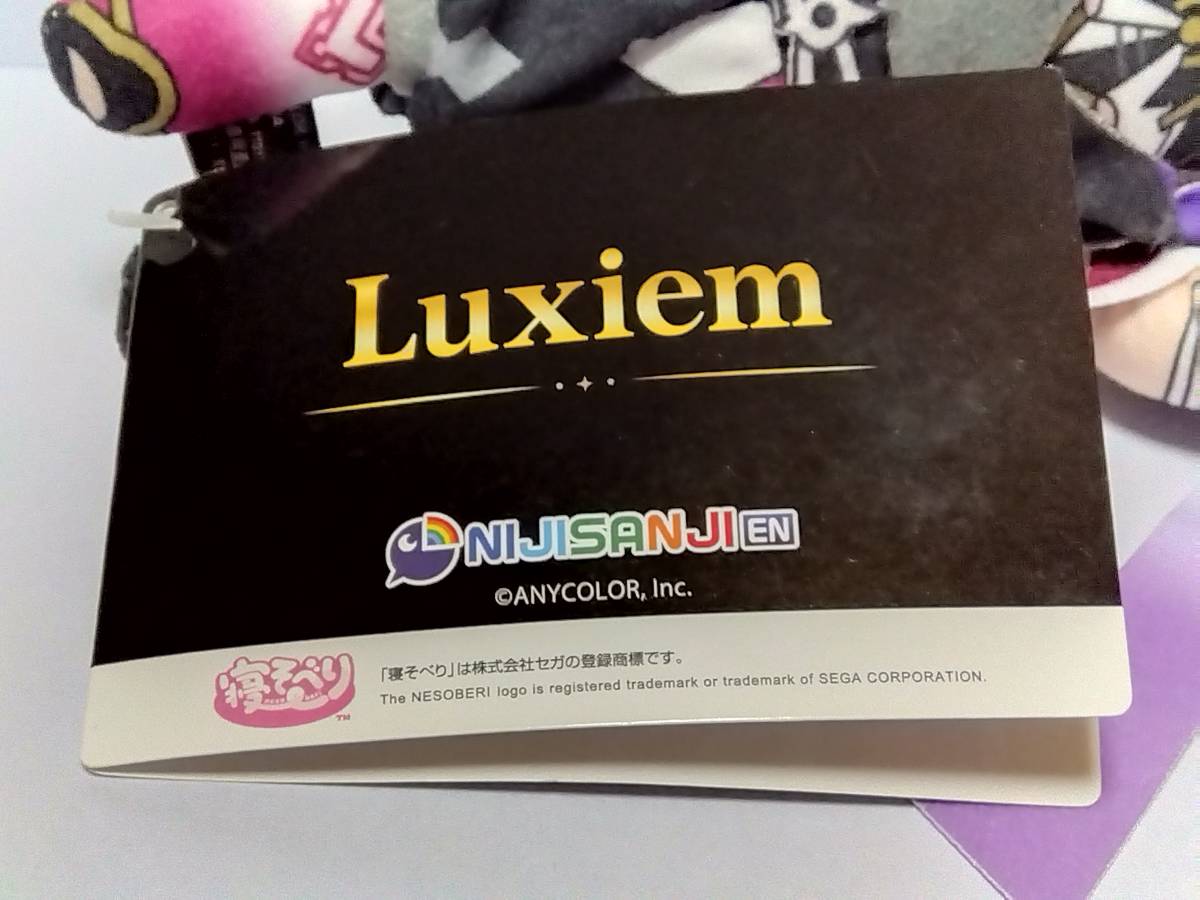 Luxiem
NIJISANJI EN
©ANYCOLOR, Inc.
寝そべり™
「寝そべり」は株式会社セガの登録商標です。
The NESOBERI logo is registered trademark or trademark of SEGA CORPORATION.